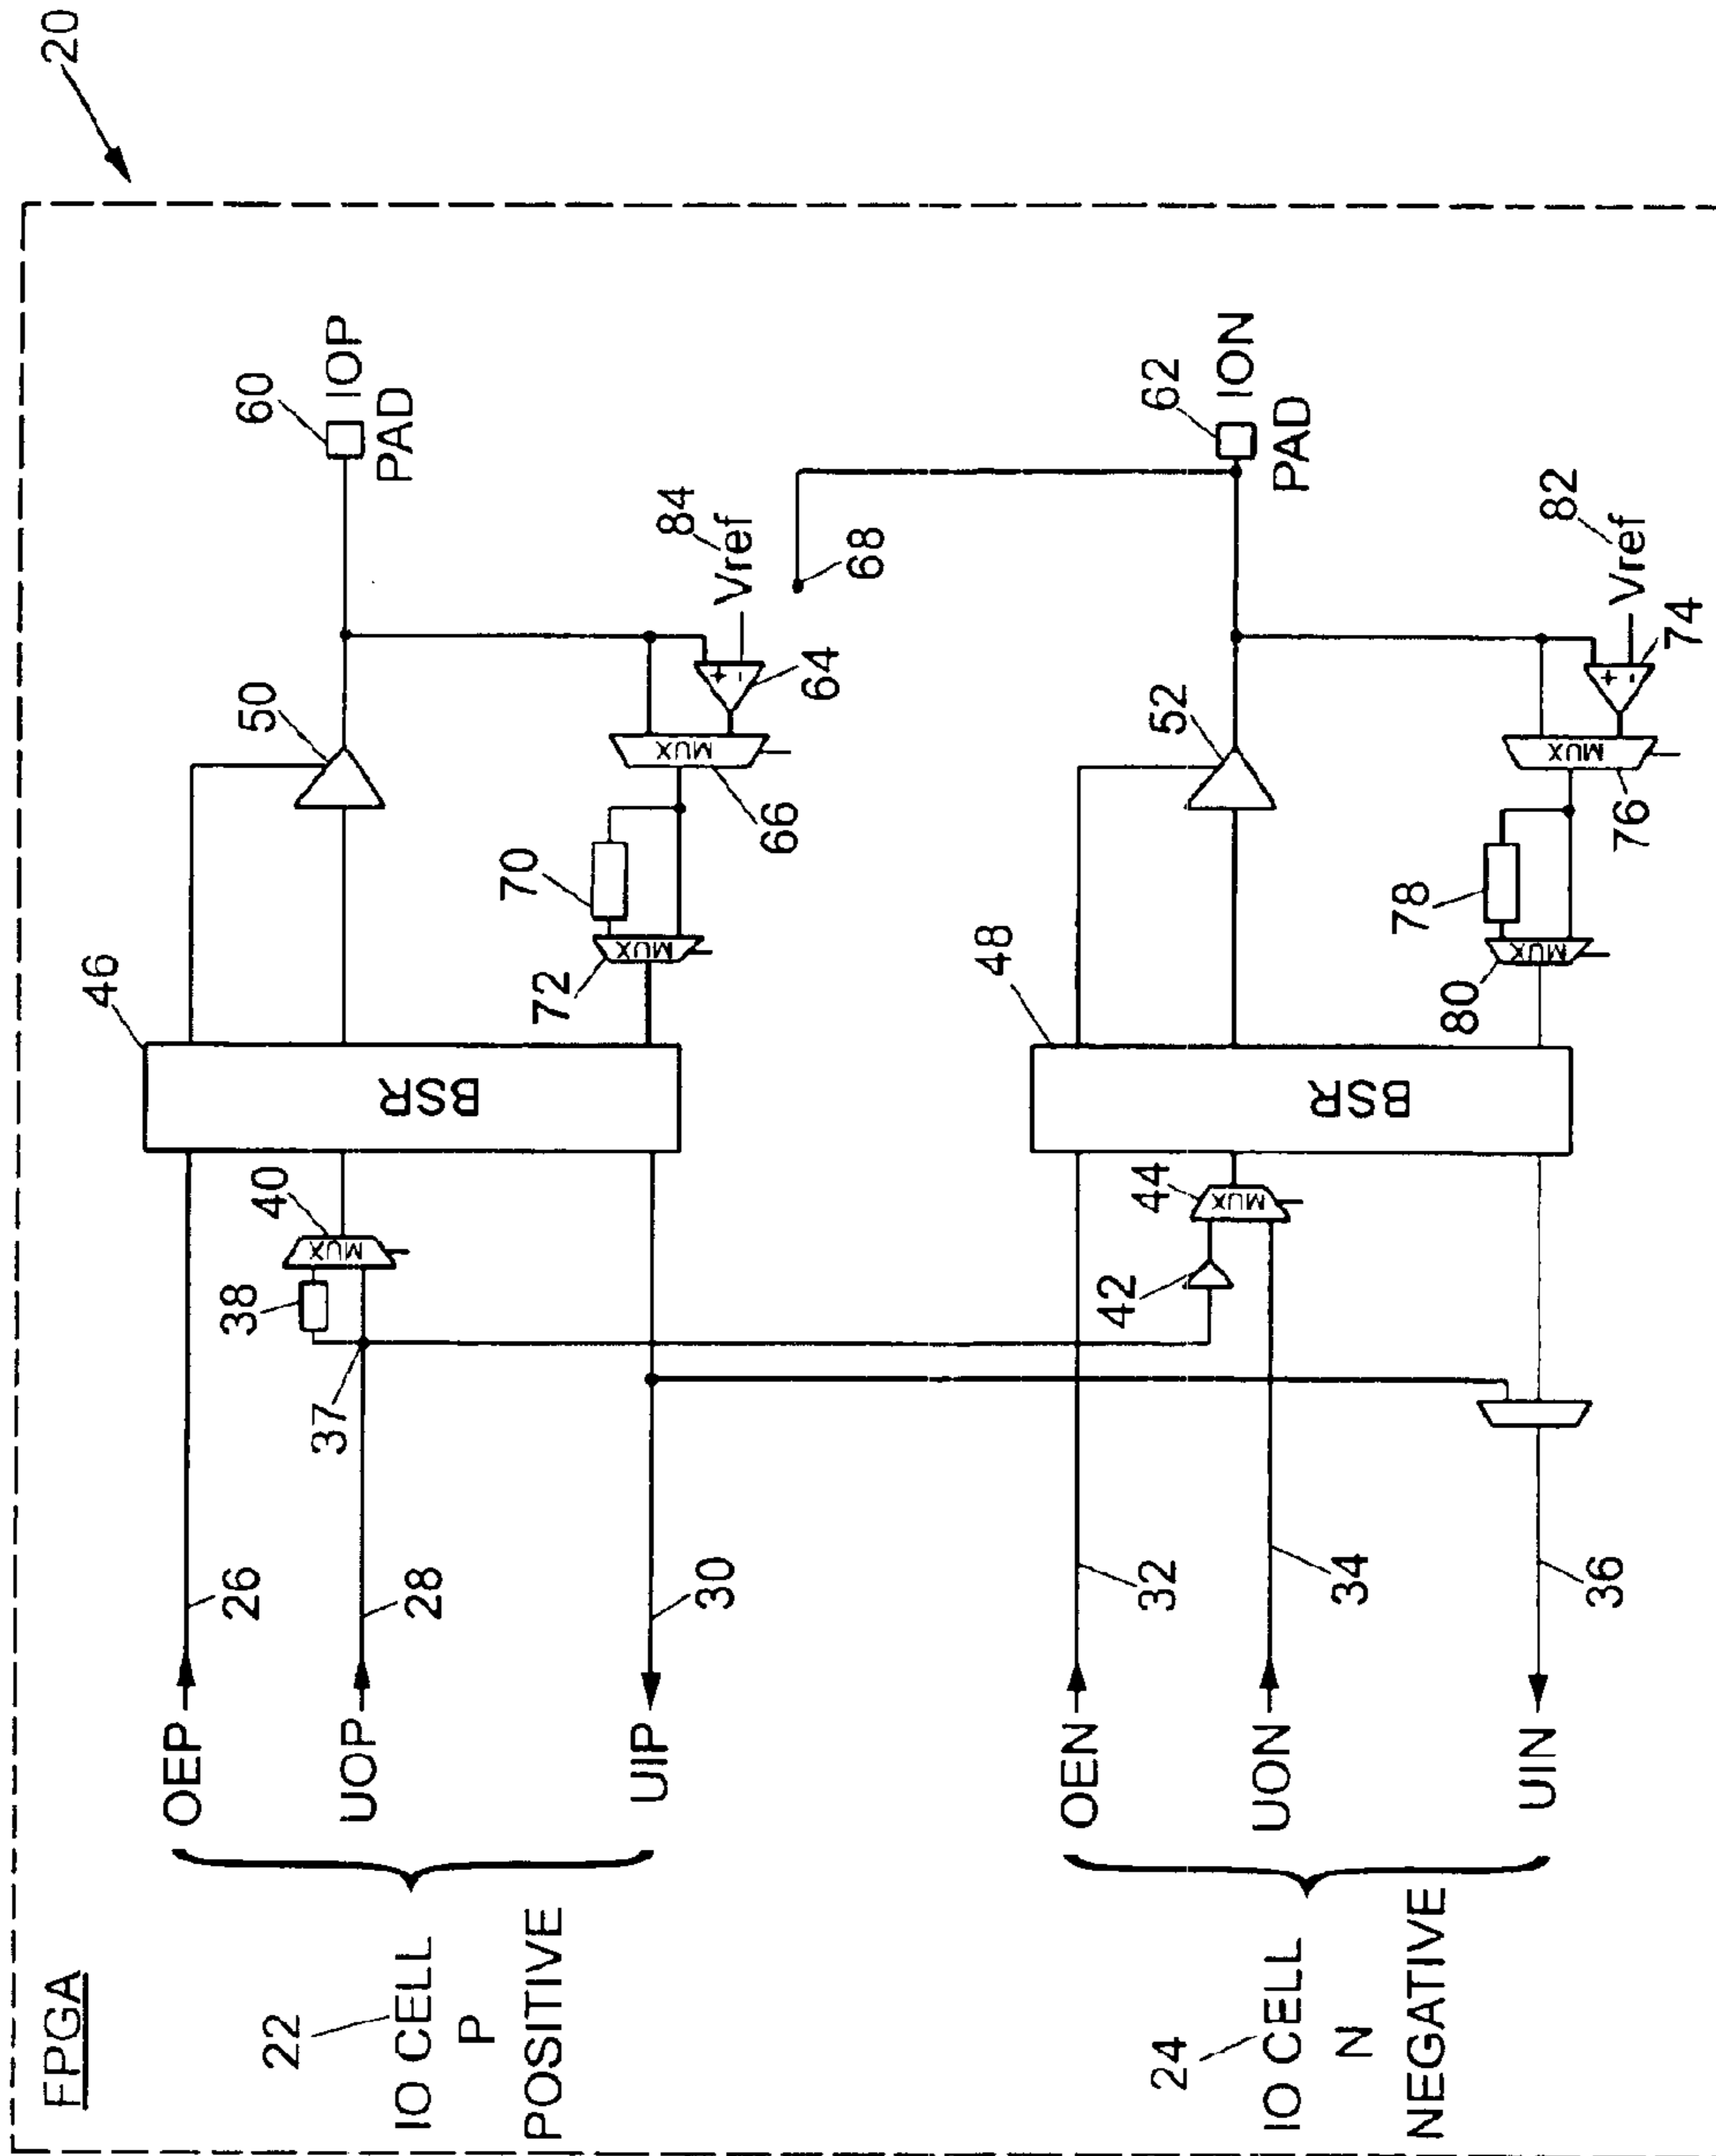 FPGA
20
22
IO CELL
P
POSITIVE
OEP
26
UOP
28
UIP
30
37
38
40
MUX
46
BSR
50
60
IOP
PAD
70
72
MUX
66
MUX
64
+
-
84
Vref
68
24
IO CELL
N
NEGATIVE
OEN
32
UON
34
UIN
36
42
44
MUX
48
BSR
52
62
ION
PAD
78
80
MUX
76
MUX
74
+
-
82
Vref